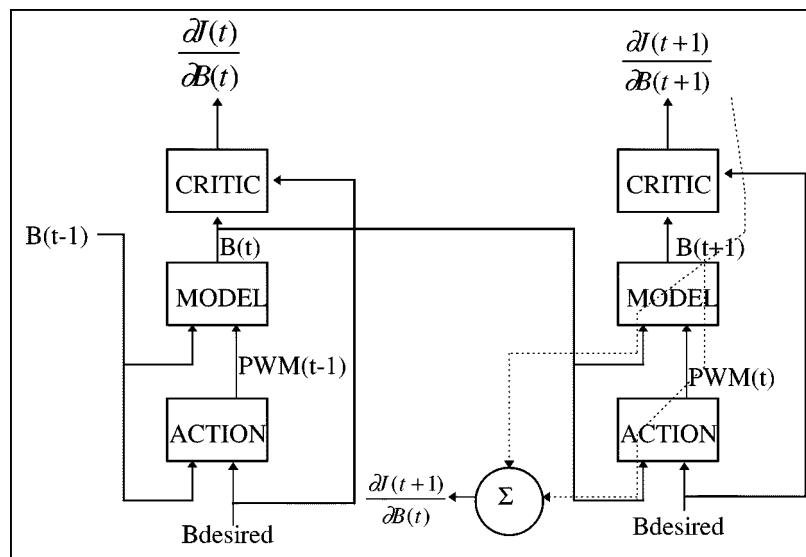 ∂J(t)
∂B(t)
∂J(t+1)
∂B(t+1)
CRITIC
CRITIC
B(t-1)
B(t)
B(t+1)
MODEL
MODEL
PWM(t-1)
PWM(t)
ACTION
ACTION
∂J(t+1)
∂B(t)
Σ
Bdesired
Bdesired